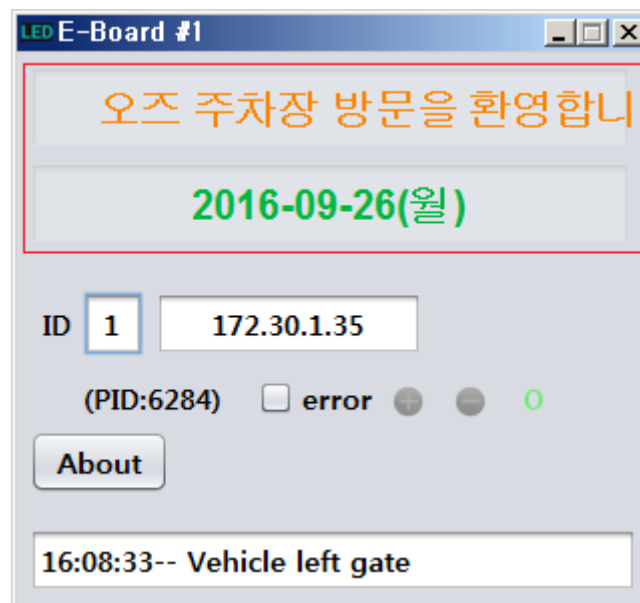 LED E-Board #1
오즈 주차장 방문을 환영합니
2016-09-26(월)
ID 1 172.30.1.35
(PID:6284) error O
About
16:08:33-- Vehicle left gate